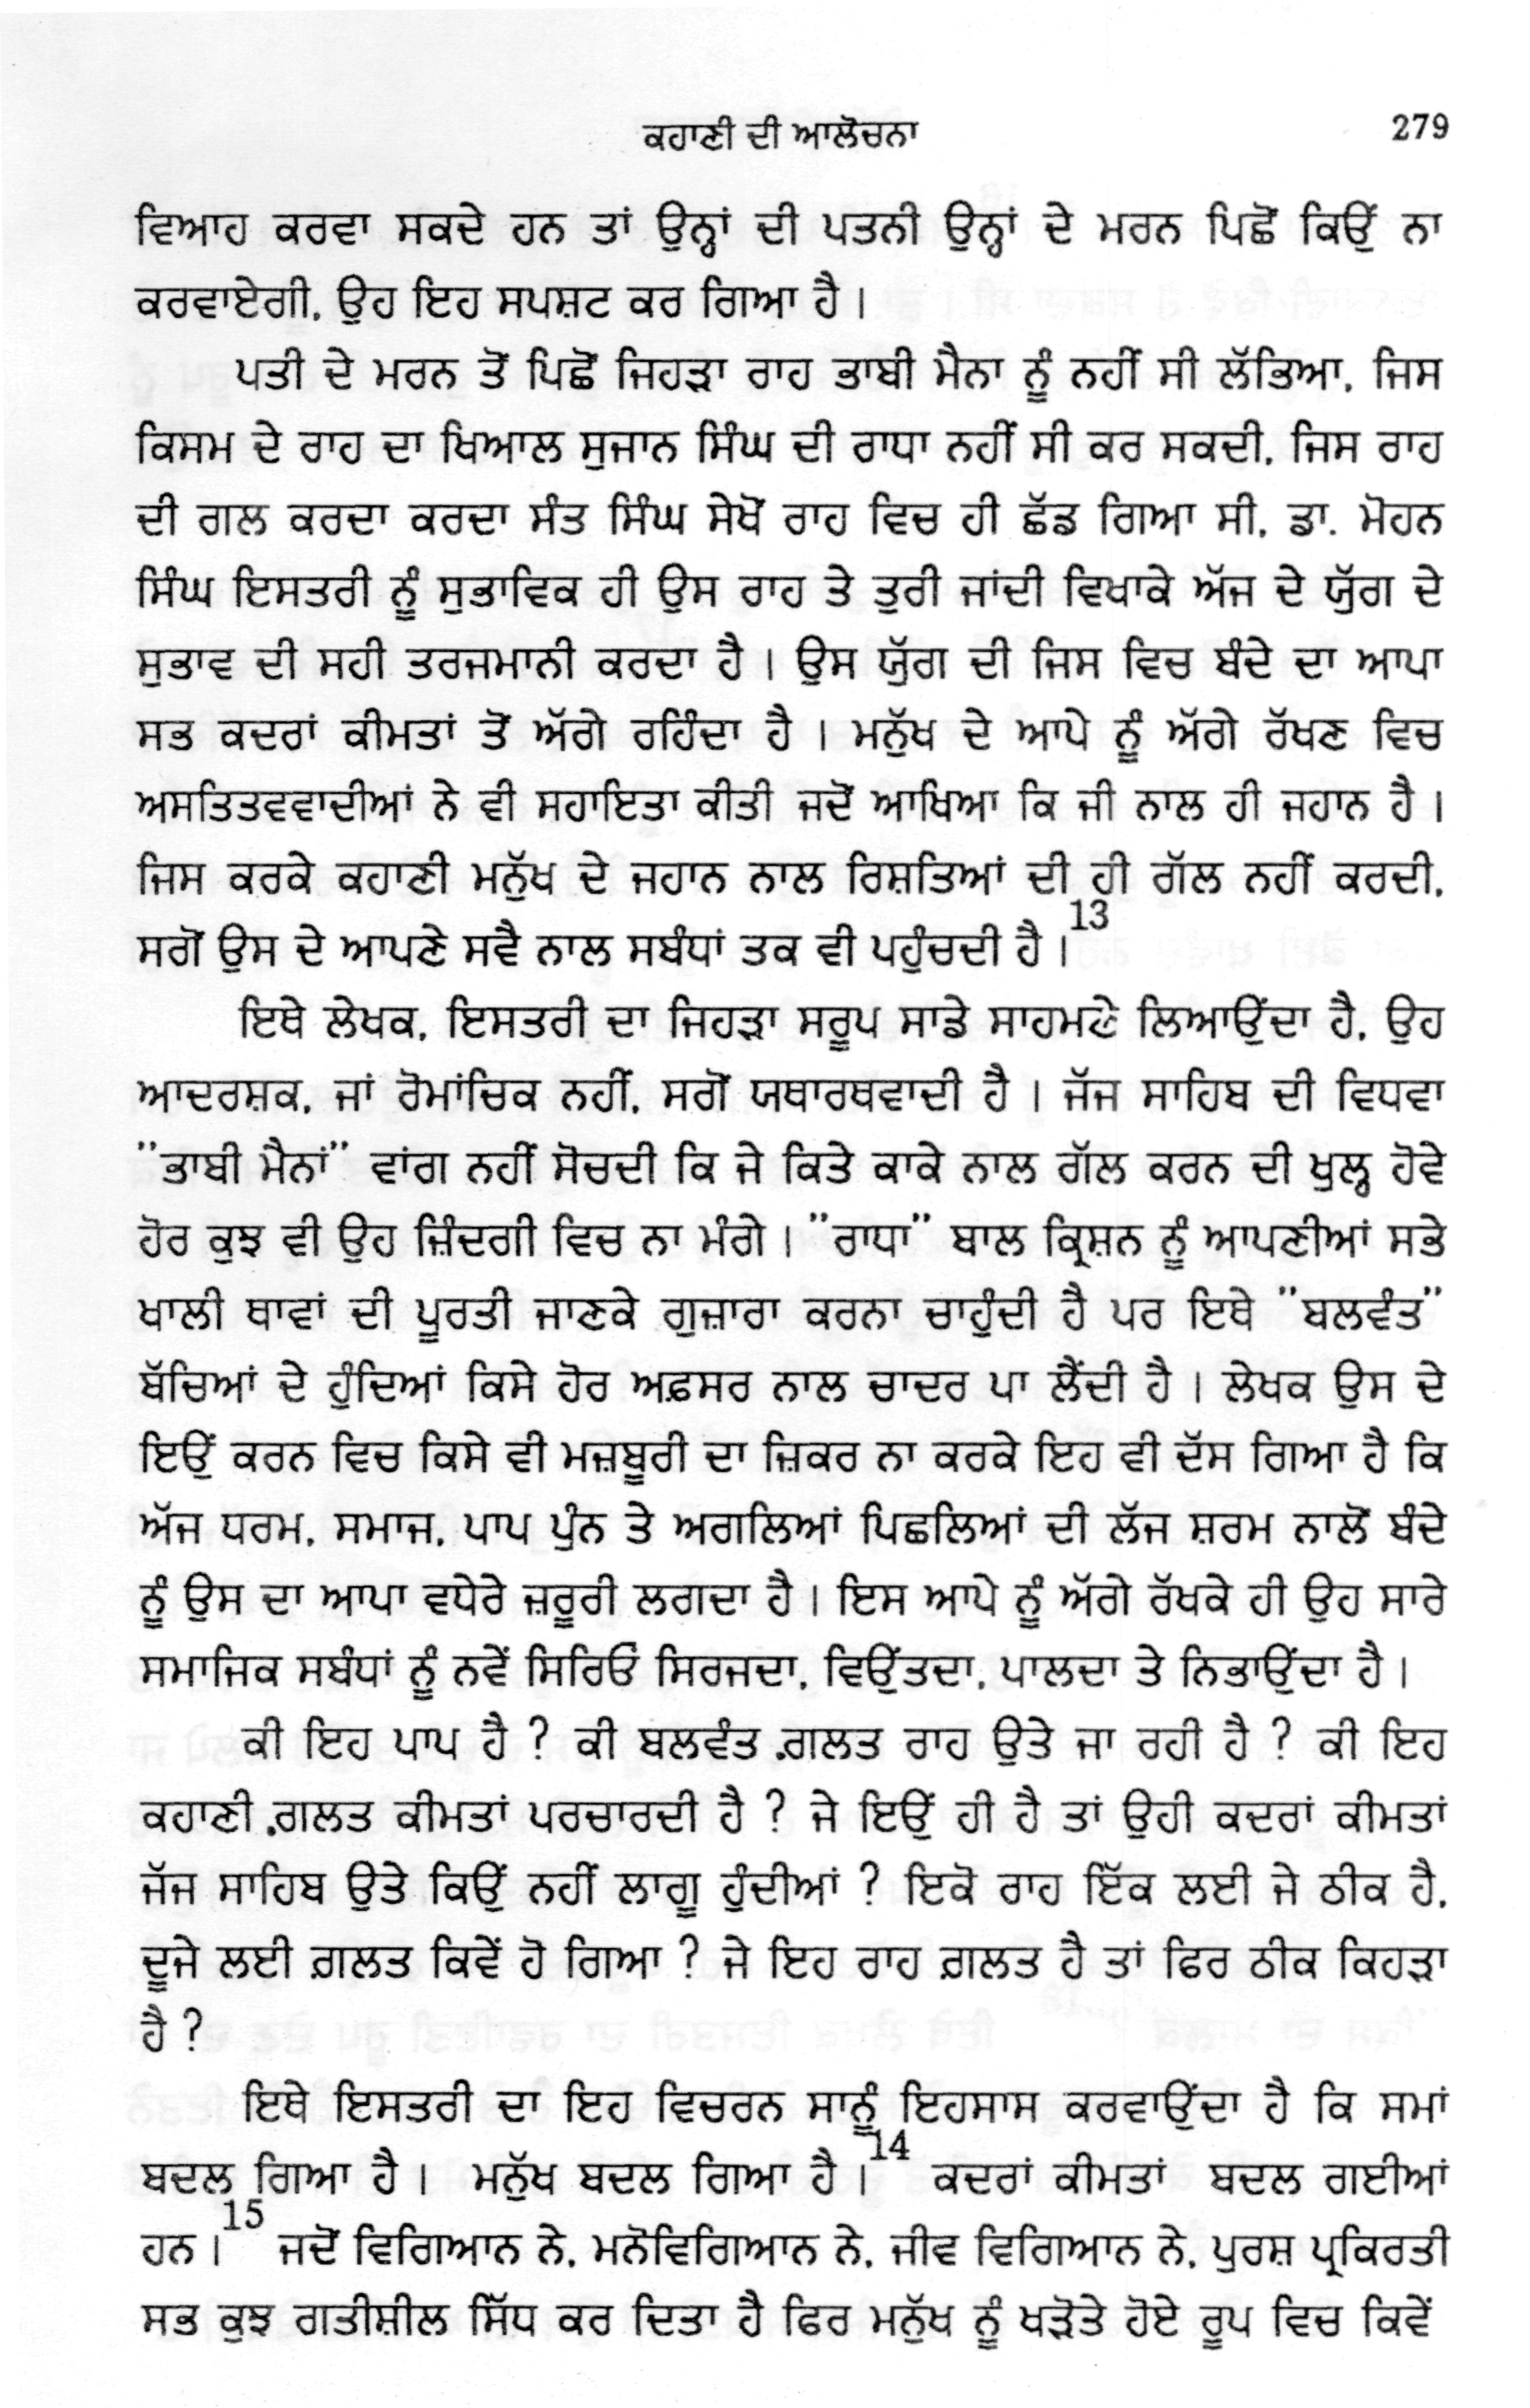 ਕਹਾਣੀ ਦੀ ਆਲੋਚਨਾ 279
ਵਿਆਹ ਕਰਵਾ ਸਕਦੇ ਹਨ ਤਾਂ ਉਨ੍ਹਾਂ ਦੀ ਪਤਨੀ ਉਨ੍ਹਾਂ ਦੇ ਮਰਨ ਪਿਛੋਂ ਕਿਉਂ ਨਾ
ਕਰਵਾਏਗੀ, ਉਹ ਇਹ ਸਪਸ਼ਟ ਕਰ ਗਿਆ ਹੈ।
ਪਤੀ ਦੇ ਮਰਨ ਤੋਂ ਪਿਛੋਂ ਜਿਹੜਾ ਰਾਹ ਭਾਬੀ ਮੈਨਾ ਨੂੰ ਨਹੀਂ ਸੀ ਲੱਭਿਆ, ਜਿਸ
ਕਿਸਮ ਦੇ ਰਾਹ ਦਾ ਖਿਆਲ ਸੁਜਾਨ ਸਿੰਘ ਦੀ ਰਾਧਾ ਨਹੀਂ ਸੀ ਕਰ ਸਕਦੀ, ਜਿਸ ਰਾਹ
ਦੀ ਗਲ ਕਰਦਾ ਕਰਦਾ ਸੰਤ ਸਿੰਘ ਸੇਖੋਂ ਰਾਹ ਵਿਚ ਹੀ ਛੱਡ ਗਿਆ ਸੀ, ਡਾ. ਮੋਹਨ
ਸਿੰਘ ਇਸਤਰੀ ਨੂੰ ਸੁਭਾਵਿਕ ਹੀ ਉਸ ਰਾਹ ਤੇ ਤੁਰੀ ਜਾਂਦੀ ਵਿਖਾਕੇ ਅੱਜ ਦੇ ਯੁੱਗ ਦੇ
ਸੁਭਾਵ ਦੀ ਸਹੀ ਤਰਜਮਾਨੀ ਕਰਦਾ ਹੈ। ਉਸ ਯੁੱਗ ਦੀ ਜਿਸ ਵਿਚ ਬੰਦੇ ਦਾ ਆਪਾ
ਸਭ ਕਦਰਾਂ ਕੀਮਤਾਂ ਤੋਂ ਅੱਗੇ ਰਹਿੰਦਾ ਹੈ। ਮਨੁੱਖ ਦੇ ਆਪੇ ਨੂੰ ਅੱਗੇ ਰੱਖਣ ਵਿਚ
ਅਸਤਿਤਵਵਾਦੀਆਂ ਨੇ ਵੀ ਸਹਾਇਤਾ ਕੀਤੀ ਜਦੋਂ ਆਖਿਆ ਕਿ ਜੀ ਨਾਲ ਹੀ ਜਹਾਨ ਹੈ।
ਜਿਸ ਕਰਕੇ ਕਹਾਣੀ ਮਨੁੱਖ ਦੇ ਜਹਾਨ ਨਾਲ ਰਿਸ਼ਤਿਆਂ ਦੀ ਹੀ ਗੱਲ ਨਹੀਂ ਕਰਦੀ,
ਸਗੋਂ ਉਸ ਦੇ ਆਪਣੇ ਸਵੈ ਨਾਲ ਸਬੰਧਾਂ ਤਕ ਵੀ ਪਹੁੰਚਦੀ ਹੈ।13
ਇਥੇ ਲੇਖਕ, ਇਸਤਰੀ ਦਾ ਜਿਹੜਾ ਸਰੂਪ ਸਾਡੇ ਸਾਹਮਣੇ ਲਿਆਉਂਦਾ ਹੈ, ਉਹ
ਆਦਰਸ਼ਕ, ਜਾਂ ਰੋਮਾਂਚਿਕ ਨਹੀਂ, ਸਗੋਂ ਯਥਾਰਥਵਾਦੀ ਹੈ। ਜੱਜ ਸਾਹਿਬ ਦੀ ਵਿਧਵਾ
"ਭਾਬੀ ਮੈਨਾਂ" ਵਾਂਗ ਨਹੀਂ ਸੋਚਦੀ ਕਿ ਜੇ ਕਿਤੇ ਕਾਕੇ ਨਾਲ ਗੱਲ ਕਰਨ ਦੀ ਖੁਲ੍ਹ ਹੋਵੇ
ਹੋਰ ਕੁਝ ਵੀ ਉਹ ਜ਼ਿੰਦਗੀ ਵਿਚ ਨਾ ਮੰਗੇ। "ਰਾਧਾ" ਬਾਲ ਕ੍ਰਿਸ਼ਨ ਨੂੰ ਆਪਣੀਆਂ ਸਭੇ
ਖਾਲੀ ਥਾਵਾਂ ਦੀ ਪੂਰਤੀ ਜਾਣਕੇ ਗੁਜ਼ਾਰਾ ਕਰਨਾ ਚਾਹੁੰਦੀ ਹੈ ਪਰ ਇਥੇ "ਬਲਵੰਤ"
ਬੱਚਿਆਂ ਦੇ ਹੁੰਦਿਆਂ ਕਿਸੇ ਹੋਰ ਅਫ਼ਸਰ ਨਾਲ ਚਾਦਰ ਪਾ ਲੈਂਦੀ ਹੈ। ਲੇਖਕ ਉਸ ਦੇ
ਇਉਂ ਕਰਨ ਵਿਚ ਕਿਸੇ ਵੀ ਮਜ਼ਬੂਰੀ ਦਾ ਜ਼ਿਕਰ ਨਾ ਕਰਕੇ ਇਹ ਵੀ ਦੱਸ ਗਿਆ ਹੈ ਕਿ
ਅੱਜ ਧਰਮ, ਸਮਾਜ, ਪਾਪ ਪੁੰਨ ਤੇ ਅਗਲਿਆਂ ਪਿਛਲਿਆਂ ਦੀ ਲੱਜ ਸ਼ਰਮ ਨਾਲੋਂ ਬੰਦੇ
ਨੂੰ ਉਸ ਦਾ ਆਪਾ ਵਧੇਰੇ ਜ਼ਰੂਰੀ ਲਗਦਾ ਹੈ। ਇਸ ਆਪੇ ਨੂੰ ਅੱਗੇ ਰੱਖਕੇ ਹੀ ਉਹ ਸਾਰੇ
ਸਮਾਜਿਕ ਸਬੰਧਾਂ ਨੂੰ ਨਵੇਂ ਸਿਰਿਓਂ ਸਿਰਜਦਾ, ਵਿਉਂਤਦਾ, ਪਾਲਦਾ ਤੇ ਨਿਭਾਉਂਦਾ ਹੈ।
ਕੀ ਇਹ ਪਾਪ ਹੈ ? ਕੀ ਬਲਵੰਤ ਗ਼ਲਤ ਰਾਹ ਉਤੇ ਜਾ ਰਹੀ ਹੈ ? ਕੀ ਇਹ
ਕਹਾਣੀ ਗ਼ਲਤ ਕੀਮਤਾਂ ਪਰਚਾਰਦੀ ਹੈ ? ਜੇ ਇਉਂ ਹੀ ਹੈ ਤਾਂ ਉਹੀ ਕਦਰਾਂ ਕੀਮਤਾਂ
ਜੱਜ ਸਾਹਿਬ ਉਤੇ ਕਿਉਂ ਨਹੀਂ ਲਾਗੂ ਹੁੰਦੀਆਂ ? ਇਕੋ ਰਾਹ ਇੱਕ ਲਈ ਜੇ ਠੀਕ ਹੈ,
ਦੂਜੇ ਲਈ ਗ਼ਲਤ ਕਿਵੇਂ ਹੋ ਗਿਆ ? ਜੇ ਇਹ ਰਾਹ ਗ਼ਲਤ ਹੈ ਤਾਂ ਫਿਰ ਠੀਕ ਕਿਹੜਾ
ਹੈ ?
ਇਥੇ ਇਸਤਰੀ ਦਾ ਇਹ ਵਿਚਰਨ ਸਾਨੂੰ ਇਹਸਾਸ ਕਰਵਾਉਂਦਾ ਹੈ ਕਿ ਸਮਾਂ
ਬਦਲ ਗਿਆ ਹੈ। ਮਨੁੱਖ ਬਦਲ ਗਿਆ ਹੈ।14 ਕਦਰਾਂ ਕੀਮਤਾਂ ਬਦਲ ਗਈਆਂ
ਹਨ।15 ਜਦੋਂ ਵਿਗਿਆਨ ਨੇ, ਮਨੋਵਿਗਿਆਨ ਨੇ, ਜੀਵ ਵਿਗਿਆਨ ਨੇ, ਪੁਰਸ਼ ਪ੍ਰਕਿਰਤੀ
ਸਭ ਕੁਝ ਗਤੀਸ਼ੀਲ ਸਿੱਧ ਕਰ ਦਿਤਾ ਹੈ ਫਿਰ ਮਨੁੱਖ ਨੂੰ ਖੜੋਤੇ ਹੋਏ ਰੂਪ ਵਿਚ ਕਿਵੇਂ